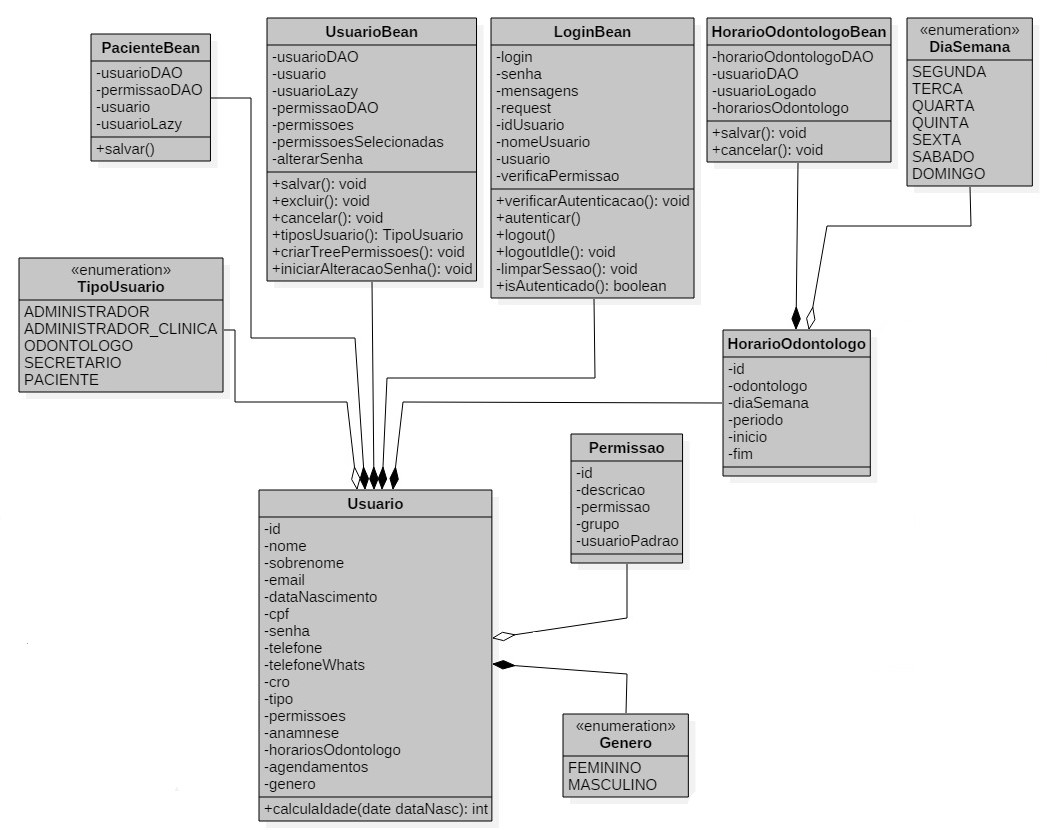 PacienteBean
-usuarioDAO
-permissaoDAO
-usuario
-usuarioLazy
+salvar()
UsuarioBean
-usuarioDAO
-usuario
-usuarioLazy
-permissaoDAO
-permissoes
-permissoesSelecionadas
-alterarSenha
+salvar(): void
+excluir(): void
+cancelar(): void
+tiposUsuario(): TipoUsuario
+criarTreePermissoes(): void
+iniciarAlteracaoSenha(): void
LoginBean
-login
-senha
-mensagens
-request
-idUsuario
-nomeUsuario
-usuario
-verificaPermissao
+verificarAutenticacao(): void
+autenticar()
+logout()
+logoutIdle(): void
-limparSessao(): void
+isAutenticado(): boolean
HorarioOdontologoBean
-horarioOdontologoDAO
-usuarioDAO
-usuarioLogado
-horariosOdontologo
+salvar(): void
+cancelar(): void
«enumeration»
DiaSemana
SEGUNDA
TERCA
QUARTA
QUINTA
SEXTA
SABADO
DOMINGO
«enumeration»
TipoUsuario
ADMINISTRADOR
ADMINISTRADOR_CLINICA
ODONTOLOGO
SECRETARIO
PACIENTE
HorarioOdontologo
-id
-odontologo
-diaSemana
-periodo
-inicio
-fim
Permissao
-id
-descricao
-permissao
-grupo
-usuarioPadrao
Usuario
-id
-nome
-sobrenome
-email
-dataNascimento
-cpf
-senha
-telefone
-telefoneWhats
-cro
-tipo
-permissoes
-anamnese
-horariosOdontologo
-agendamentos
-genero
+calculaIdade(date dataNasc): int
«enumeration»
Genero
FEMININO
MASCULINO